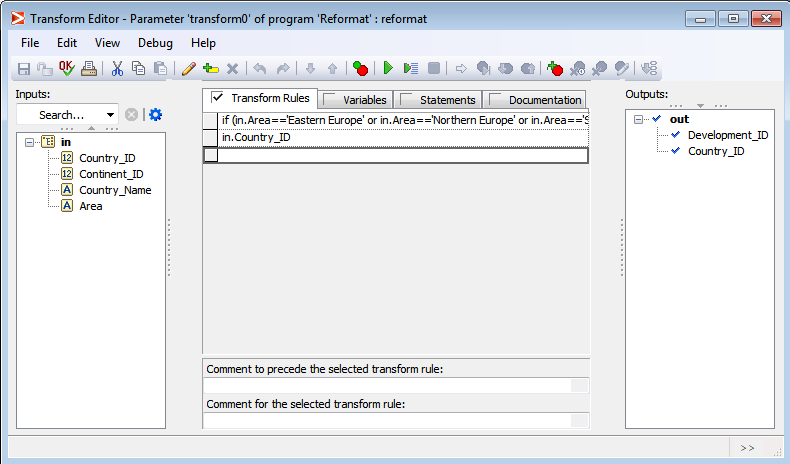 Transform Editor - Parameter 'transform0' of program 'Reformat' : reformat
File Edit View Debug Help
OK
Inputs:
Search...
in
12 Country_ID
12 Continent_ID
A Country_Name
A Area
Transform Rules Variables Statements Documentation
if (in.Area=='Eastern Europe' or in.Area=='Northern Europe' or in.Area=='S
in.Country_ID
Comment to precede the selected transform rule:
Comment for the selected transform rule:
Outputs:
out
Development_ID
Country_ID
>>